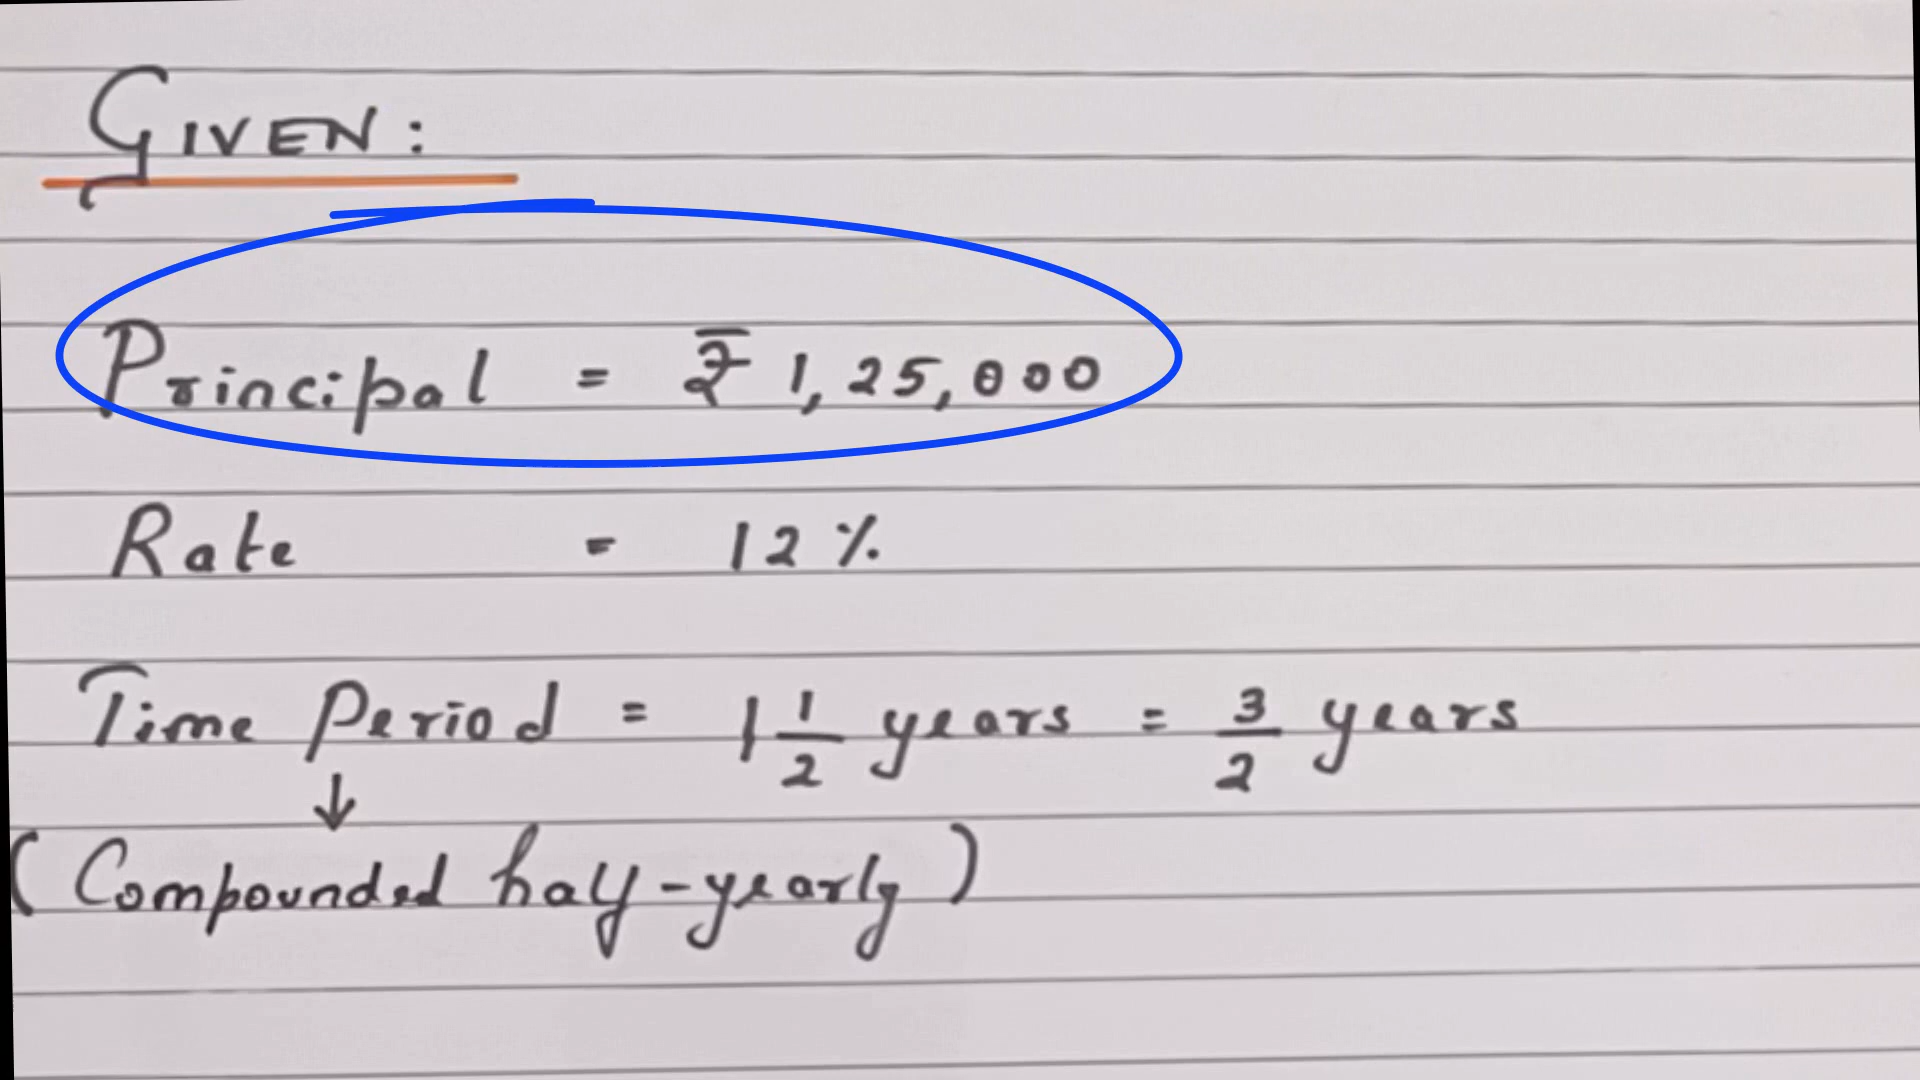 GIVEN:
Principal = ₹ 1,25,000
Rate = 12 %
Time Period = 1 1/2 years = 3/2 years
↓
(Compounded half-yearly)